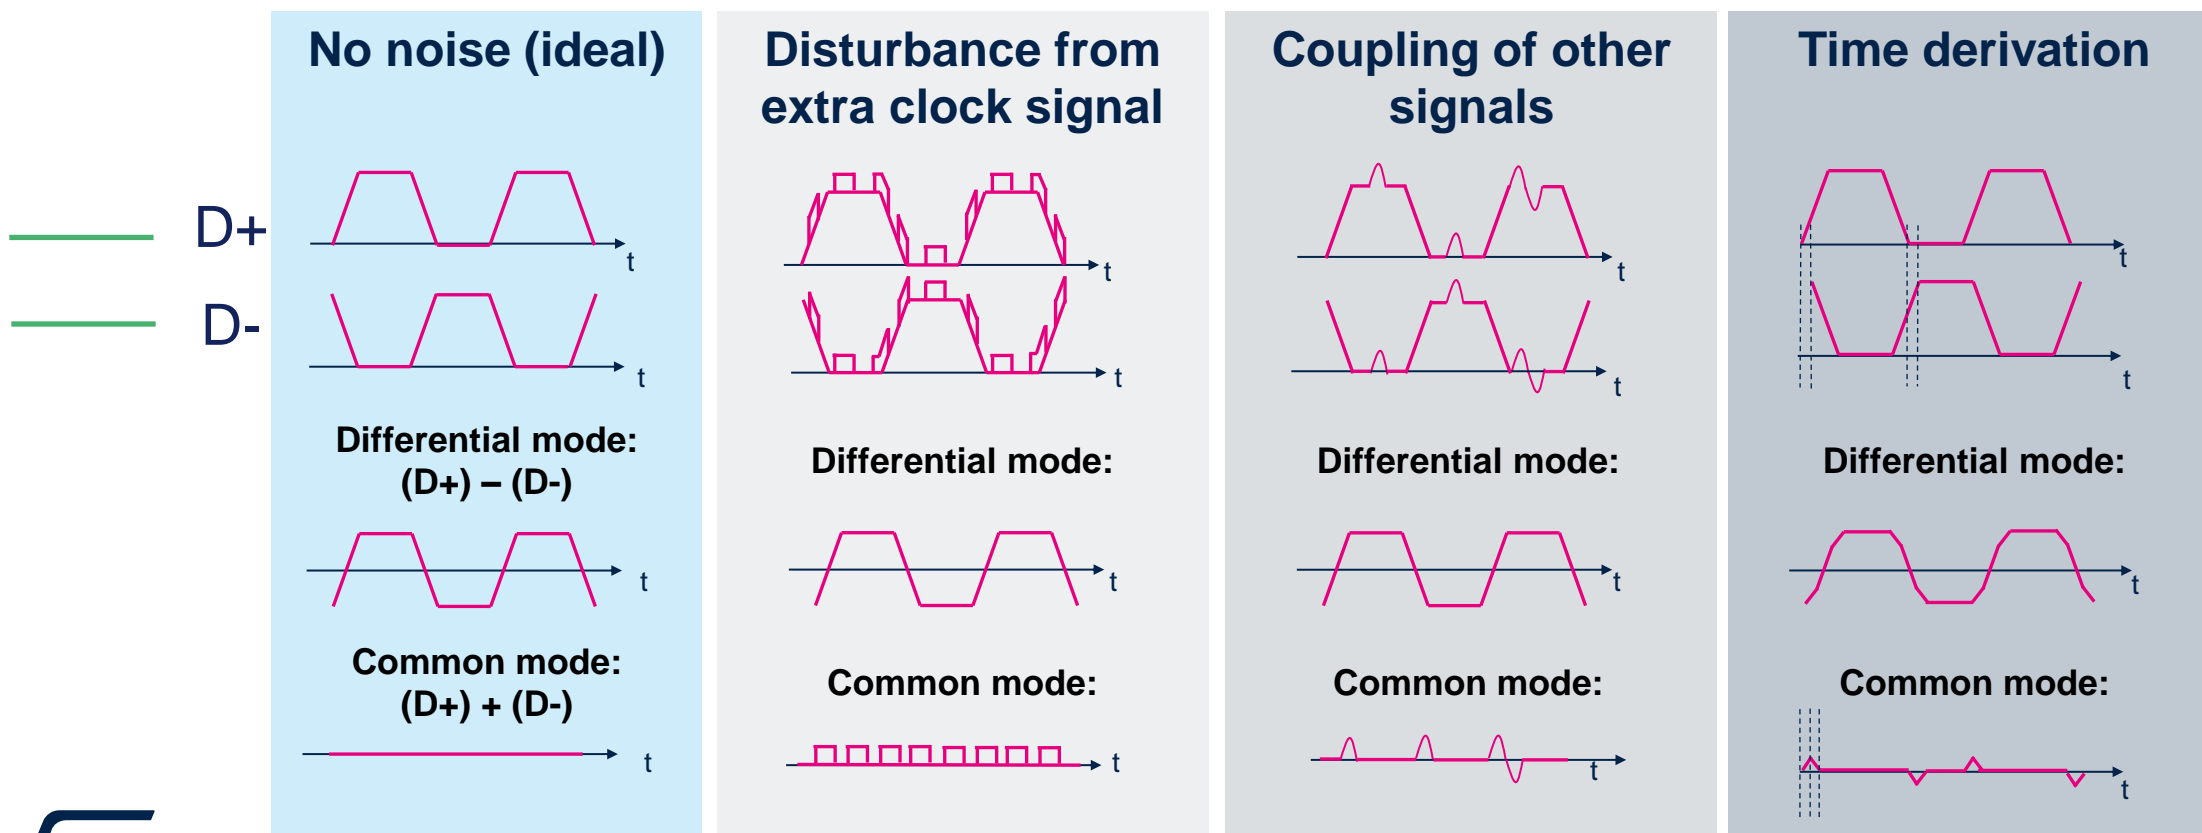 D+
D-
No noise (ideal)
t
t
Differential mode:
(D+) – (D-)
t
Common mode:
(D+) + (D-)
t
Disturbance from
extra clock signal
t
t
Differential mode:
t
Common mode:
t
Coupling of other
signals
t
t
Differential mode:
t
Common mode:
t
Time derivation
t
t
Differential mode:
t
Common mode:
t